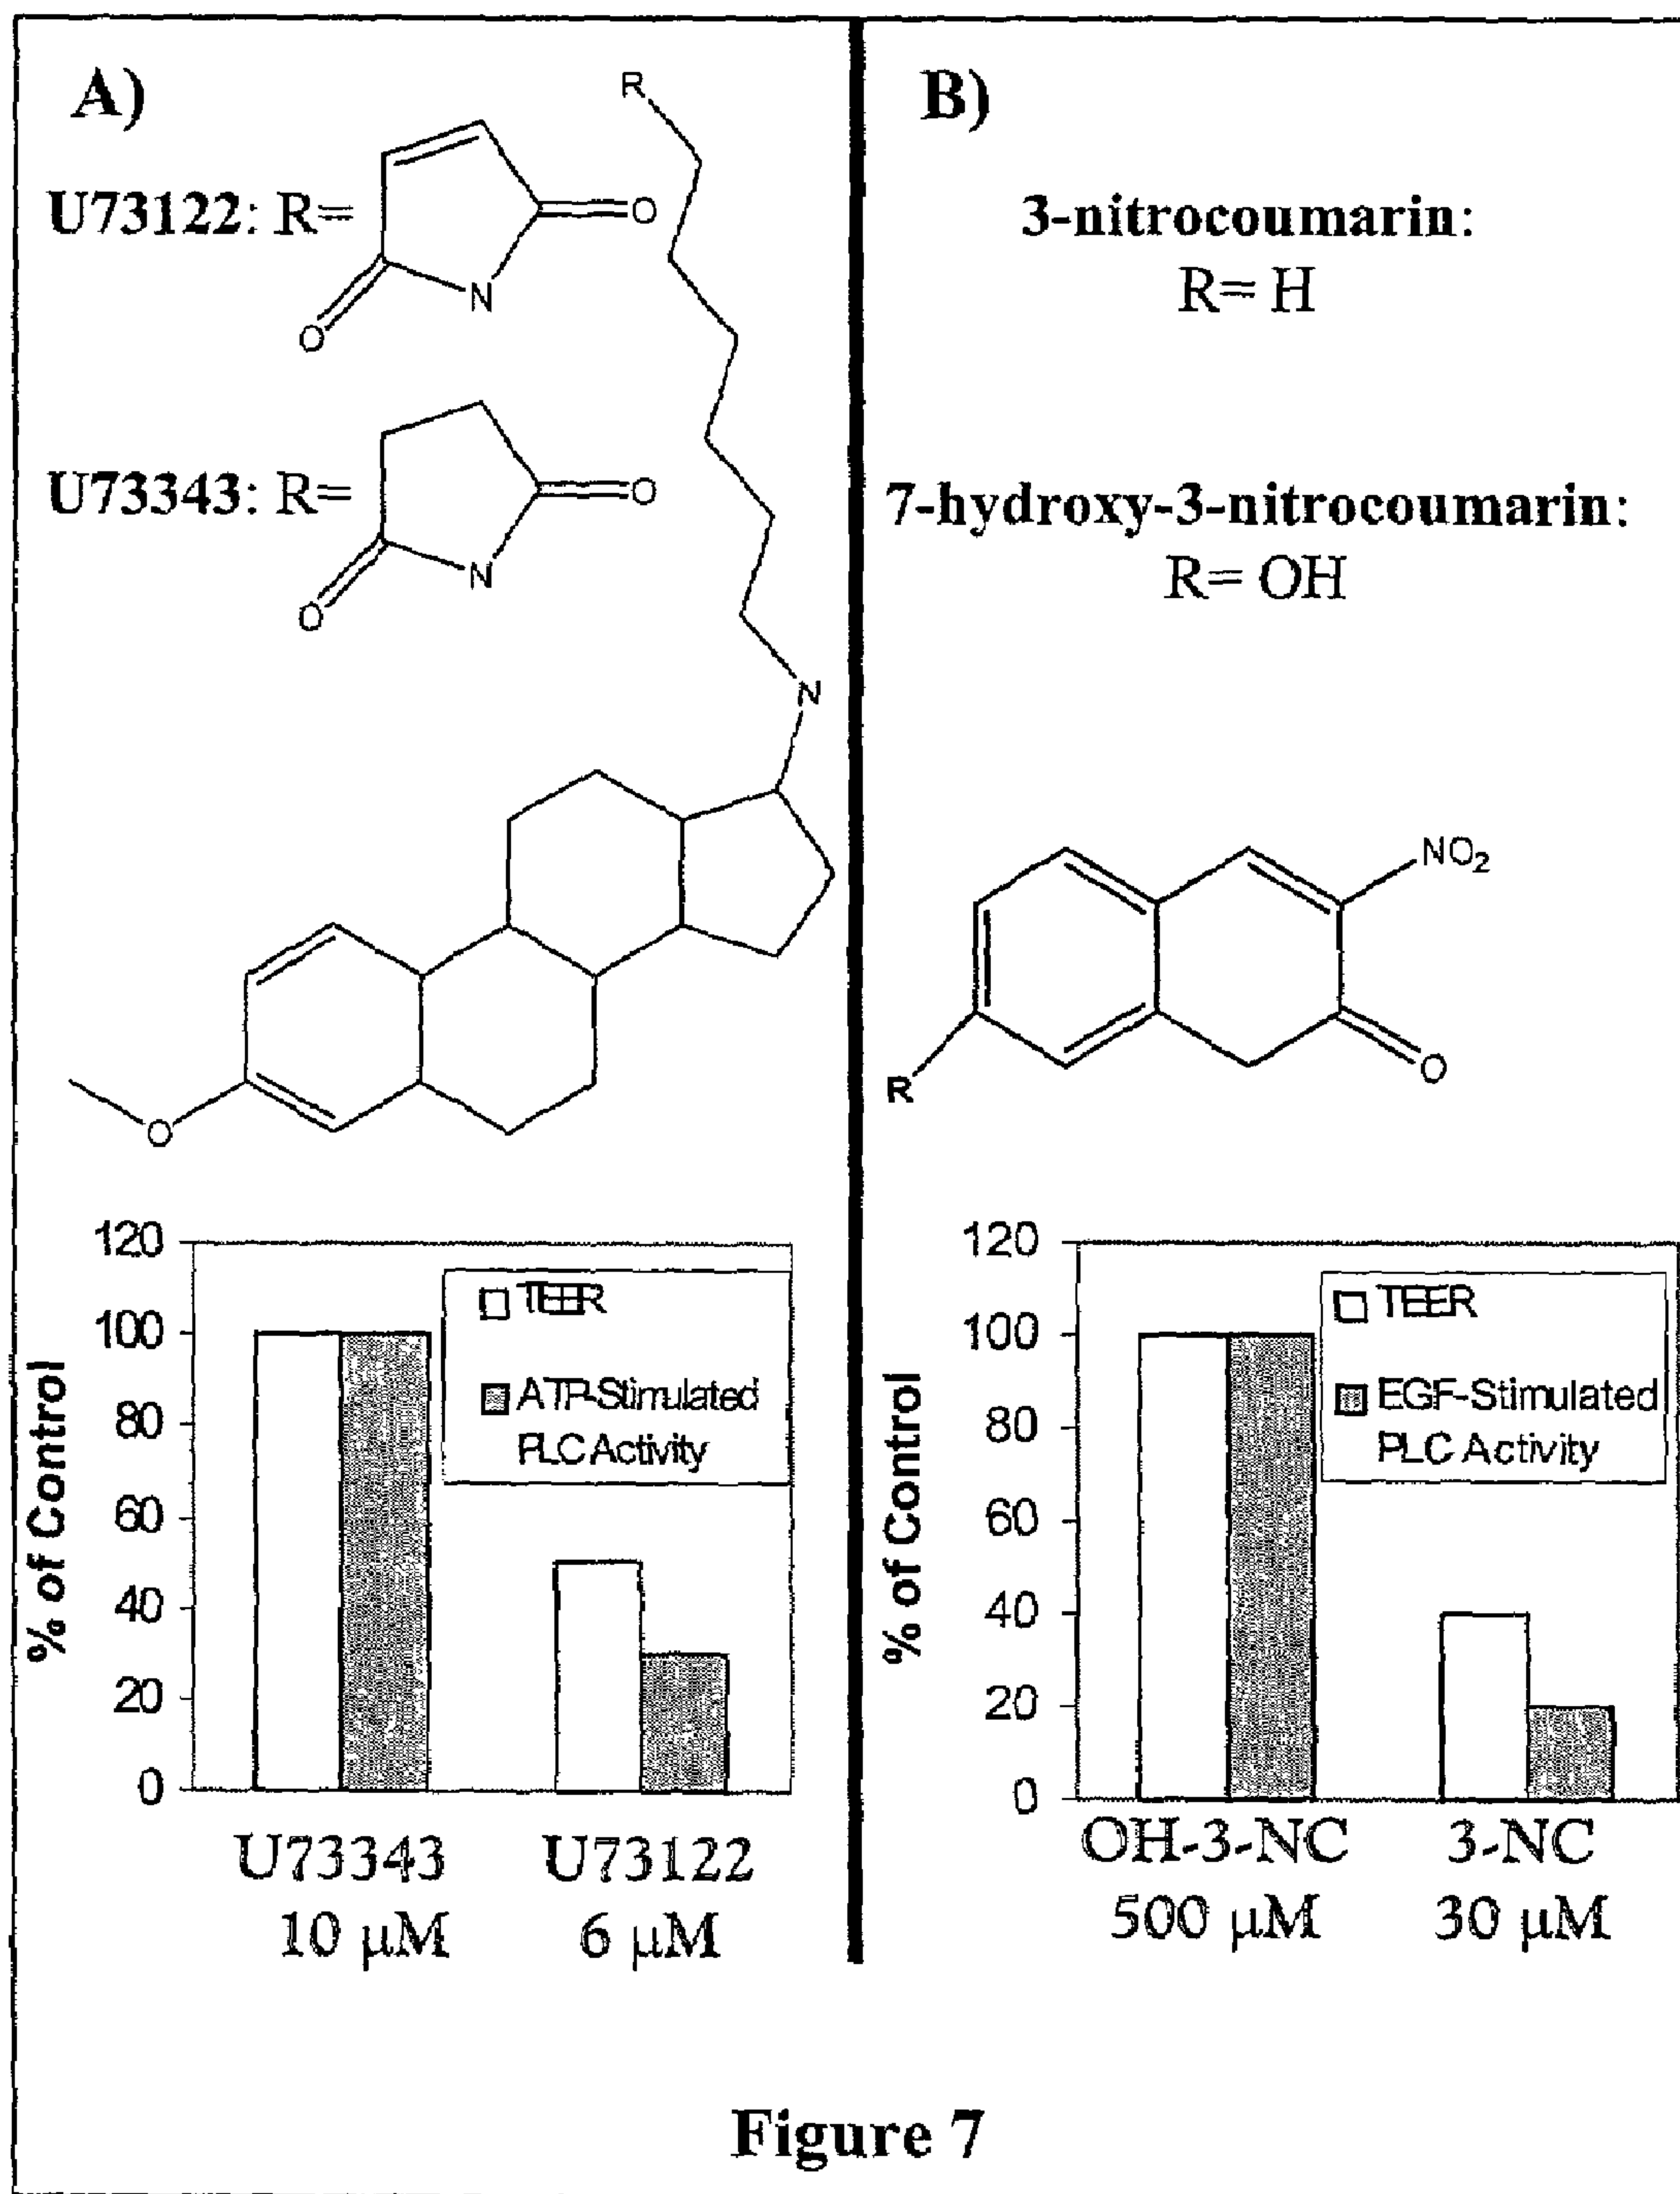 A)
R
U73122: R=
O
N
O
U73343: R=
O
N
O
N
O
120
100
80
60
40
20
0
% of Control
TEER
ATP-Stimulated
PLC Activity
U73343
10 µM
U73122
6 µM
B)
3-nitrocoumarin:
R= H
7-hydroxy-3-nitrocoumarin:
R= OH
NO2
O
R
120
100
80
60
40
20
0
% of Control
TEER
EGF-Stimulated
PLC Activity
OH-3-NC
500 µM
3-NC
30 µM
Figure 7